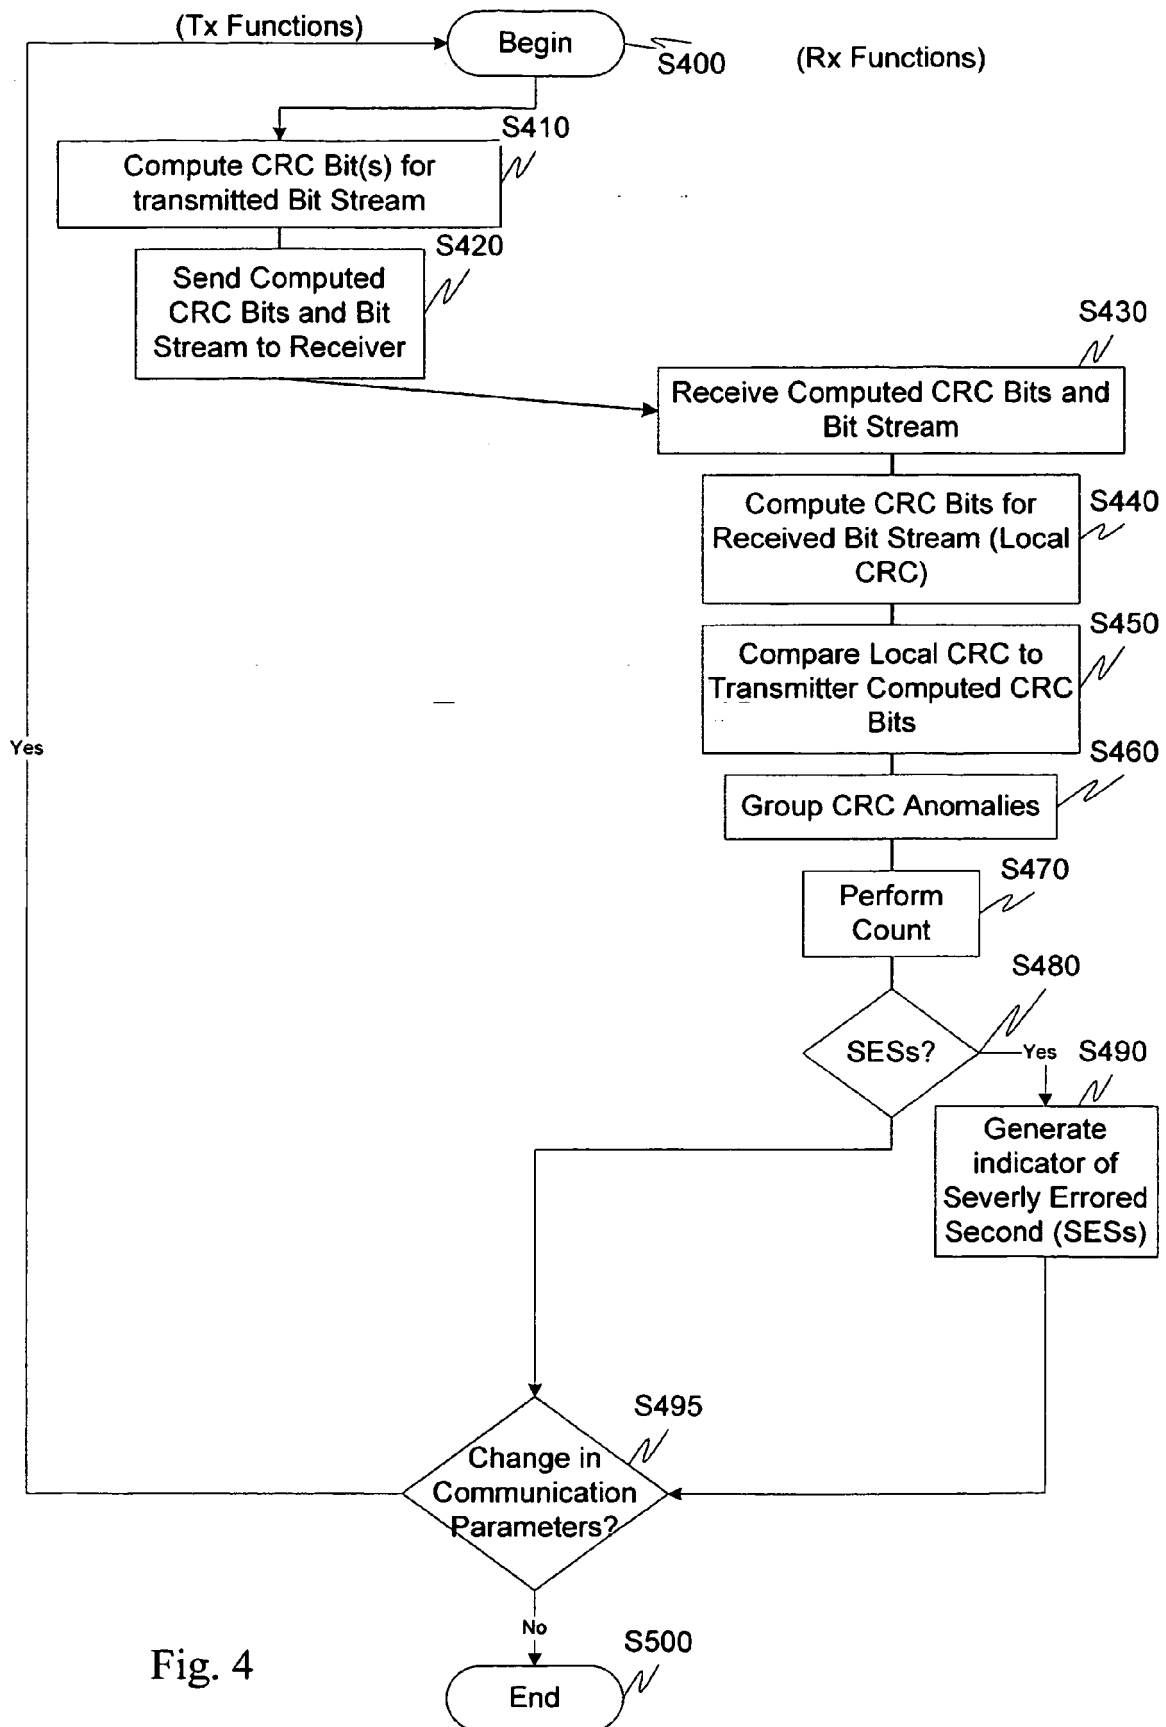 (Tx Functions)
Begin
S400
(Rx Functions)
S410
Compute CRC Bit(s) for
transmitted Bit Stream
S420
Send Computed
CRC Bits and Bit
Stream to Receiver
S430
Receive Computed CRC Bits and
Bit Stream
S440
Compute CRC Bits for
Received Bit Stream (Local
CRC)
S450
Compare Local CRC to
Transmitter Computed CRC
Bits
Yes
S460
Group CRC Anomalies
S470
Perform
Count
S480
SESs?
Yes
S490
Generate
indicator of
Severly Errored
Second (SESs)
S495
Change in
Communication
Parameters?
No
S500
End
Fig. 4